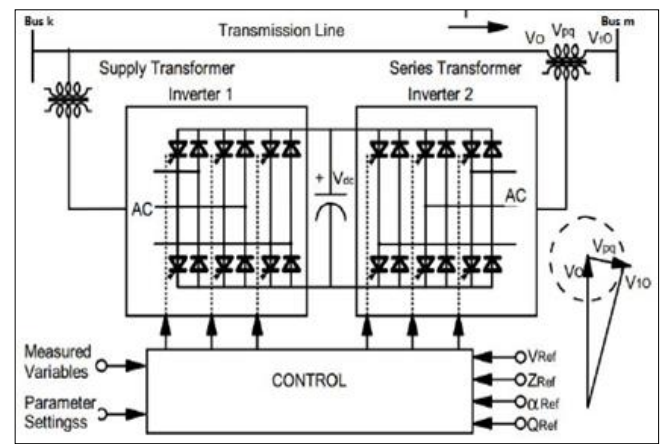 Bus k
Transmission Line
Vo Vpq V1O
Bus m
Supply Transformer
Series Transformer
Inverter 1
Inverter 2
+ Vdc
AC
AC
Vpq
Vo
V1O
Measured
Variables
Parameter
Settingss
CONTROL
VRef
ZRef
αRef
QRef